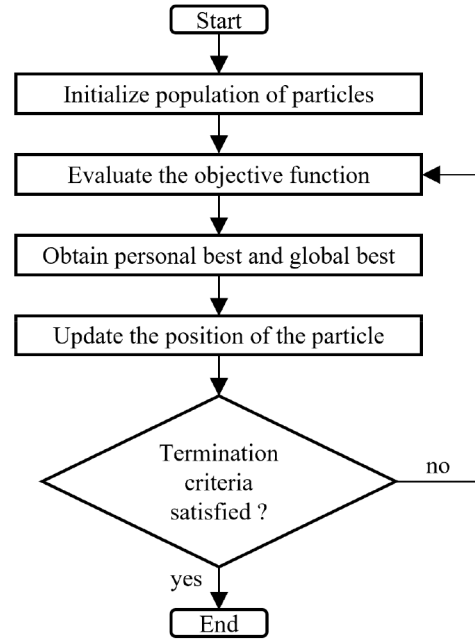 Start
Initialize population of particles
Evaluate the objective function
Obtain personal best and global best
Update the position of the particle
Termination
criteria
satisfied ?
no
yes
End